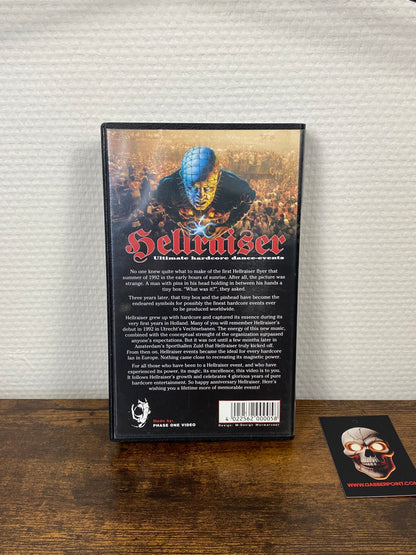 Hellraiser
Ultimate hardcore dance-events
No one knew quite what to make of the first Hellraiser flyer that
summer of 1992 in the early hours of sunrise. After all, the picture was
strange. A man with pins in his head holding in between his hands a
tiny box. "What was it?", they asked.
Three years later, that tiny box and the pinhead have become the
endeared symbols for possibly the finest hardcore events ever
to be produced worldwide.
Hellraiser grew up with hardcore and captured its essence during its
very first years in Holland. Many of you will remember Hellraiser's
debut in 1992 in Utrecht's Vechtsebanen. The energy of this new music,
combined with the conceptual strenght of the organization surpassed
anyone's expectations. But it was not until a few months later in
Amsterdam's Sporthallen Zuid that Hellraiser truly kicked off.
From then on, Hellraiser events became the ideal for every hardcore
fan in Europe. Nothing came close to recreating its magnetic power.
For all those who have been to a Hellraiser event, and who have
experienced its power, its magic, its excellence, this video is to you.
It follows Hellraiser's growth and celebrates 4 glorious years of pure
hardcore entertainment. So happy anniversary Hellraiser. Here's
wishing you a lifetime more of memorable events!
Made by:
PHASE ONE VIDEO
4 022562 000058
Design: M-Design Wormerveer
WWW.GABBERPOINT.COM